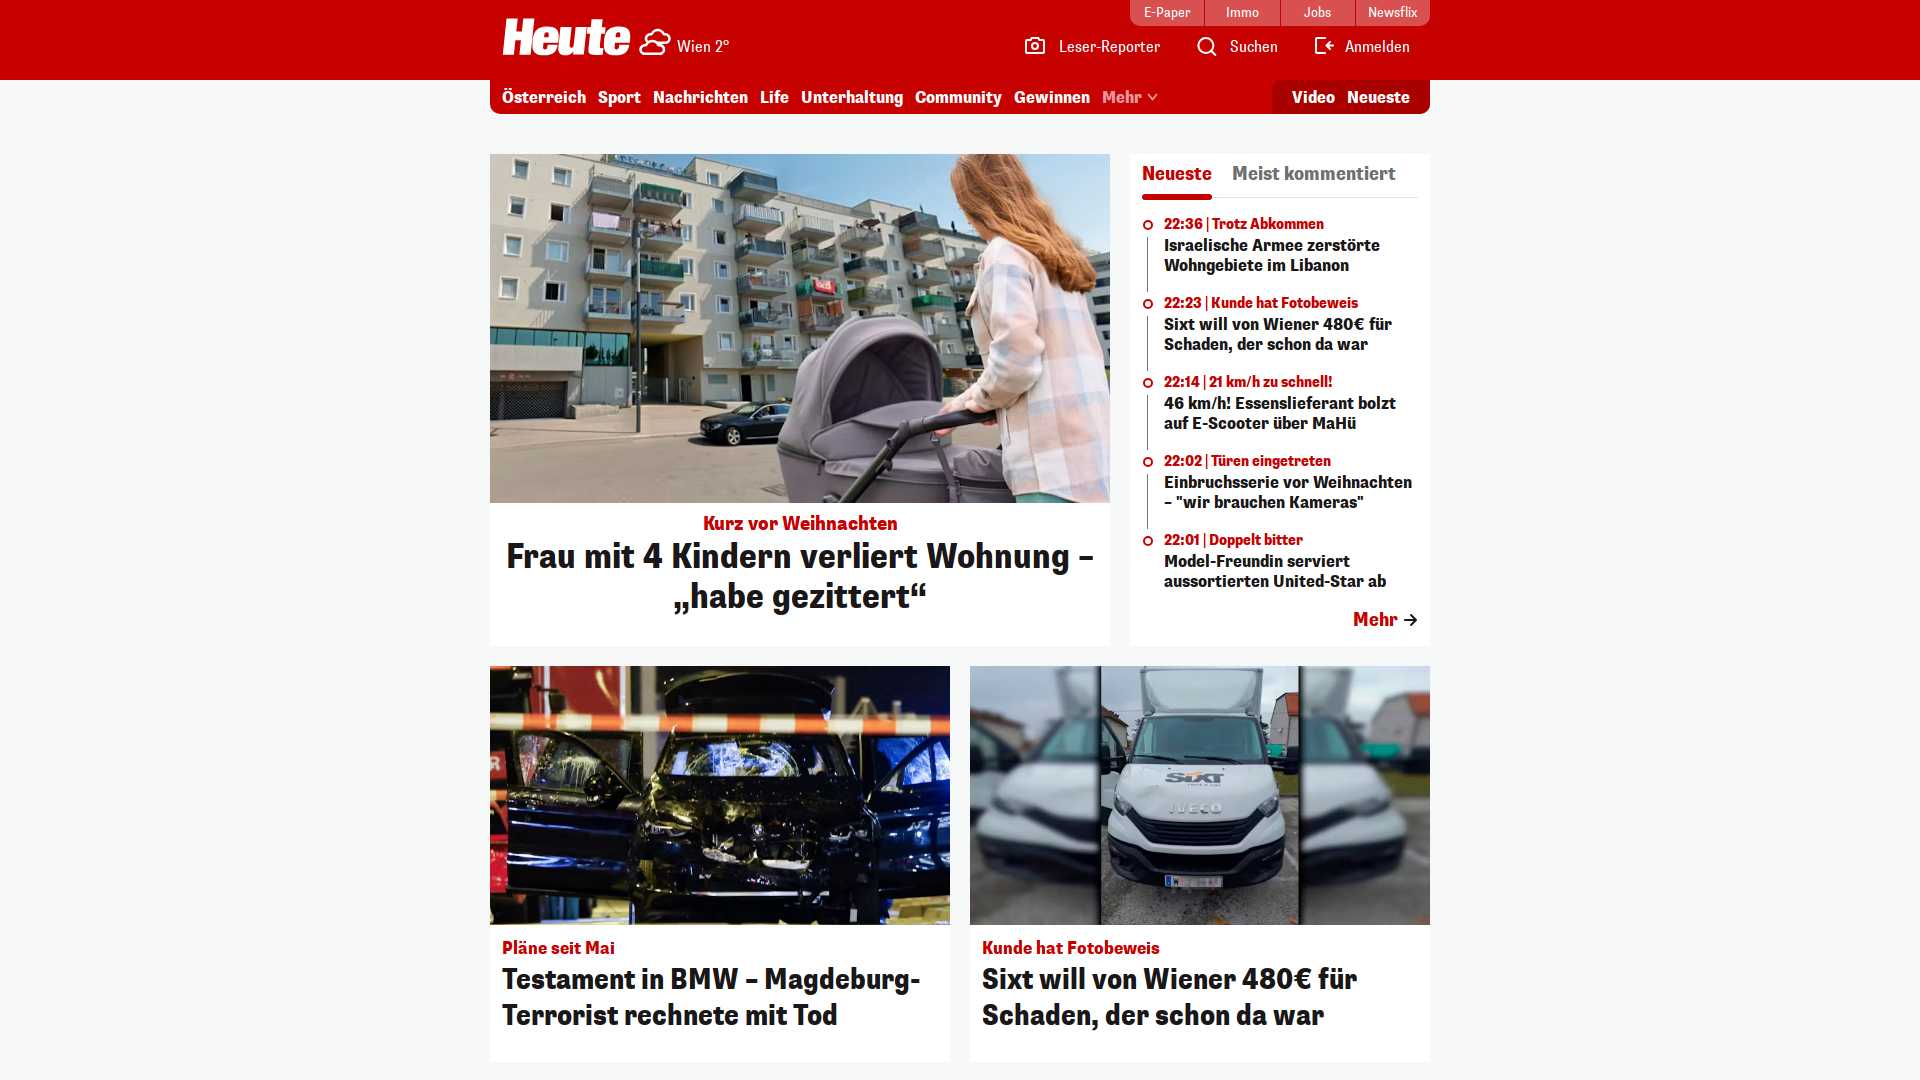 E-Paper
Immo
Jobs
Newsflix
Heute
Wien 2°
Leser-Reporter
Suchen
Anmelden
Österreich Sport Nachrichten Life Unterhaltung Community Gewinnen Mehr
Video Neueste
Kurz vor Weihnachten
Frau mit 4 Kindern verliert Wohnung –
„habe gezittert“
Neueste
Meist kommentiert
22:36 | Trotz Abkommen
Israelische Armee zerstörte
Wohngebiete im Libanon
22:23 | Kunde hat Fotobeweis
Sixt will von Wiener 480€ für
Schaden, der schon da war
22:14 | 21 km/h zu schnell!
46 km/h! Essenslieferant bolzt
auf E-Scooter über MaHü
22:02 | Türen eingetreten
Einbruchsserie vor Weihnachten
– "wir brauchen Kameras"
22:01 | Doppelt bitter
Model-Freundin serviert
aussortierten United-Star ab
Mehr
SIXT
IVECO
Pläne seit Mai
Testament in BMW – Magdeburg-
Terrorist rechnete mit Tod
Kunde hat Fotobeweis
Sixt will von Wiener 480€ für
Schaden, der schon da war